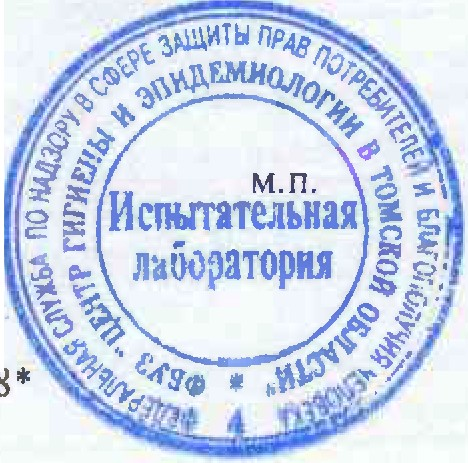 ФЕДЕРАЛЬНАЯ СЛУЖБА ПО НАДЗОРУ В СФЕРЕ ЗАЩИТЫ ПРАВ ПОТРЕБИТЕЛЕЙ И БЛАГОПОЛУЧИЯ ЧЕЛОВЕКА
ФБУЗ "ЦЕНТР ГИГИЕНЫ И ЭПИДЕМИОЛОГИИ В ТОМСКОЙ ОБЛАСТИ" *
М.П.
Испытательная
лаборатория
8*
4